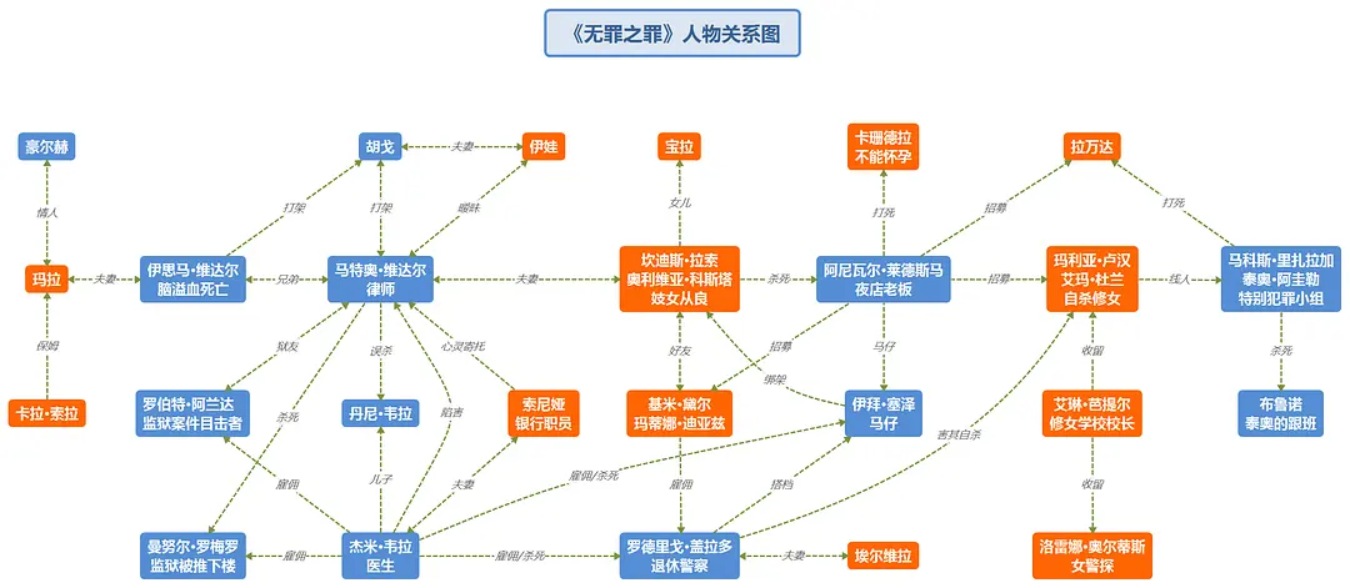 《无罪之罪》人物关系图
豪尔赫
胡戈
夫妻
伊娃
宝拉
卡珊德拉
不能怀孕
拉万达
情人
打架
打架
暧昧
女儿
打死
招募
打死
玛拉
夫妻
伊思马·维达尔
脑溢血死亡
兄弟
马特奥·维达尔
律师
夫妻
坎迪斯·拉索
奥利维亚·科斯塔
妓女从良
杀死
阿尼瓦尔·莱德斯马
夜店老板
招募
玛利亚·卢汉
艾玛·杜兰
自杀修女
线人
马科斯·里扎拉加
泰奥·阿圭勒
特别犯罪小组
保姆
狱友
误杀
心灵寄托
好友
招募
马仔
收留
杀死
绑架
卡拉·索拉
罗伯特·阿兰达
监狱案件目击者
杀死
丹尼·韦拉
陷害
索尼娅
银行职员
基米·黛尔
玛蒂娜·迪亚兹
伊拜·塞泽
马仔
害其自杀
艾琳·芭提尔
修女学校校长
布鲁诺
泰奥的跟班
雇佣
儿子
夫妻
雇佣/杀死
雇佣
搭档
收留
曼努尔·罗梅罗
监狱被推下楼
雇佣
杰米·韦拉
医生
雇佣/杀死
罗德里戈·盖拉多
退休警察
夫妻
埃尔维拉
洛雷娜·奥尔蒂斯
女警探